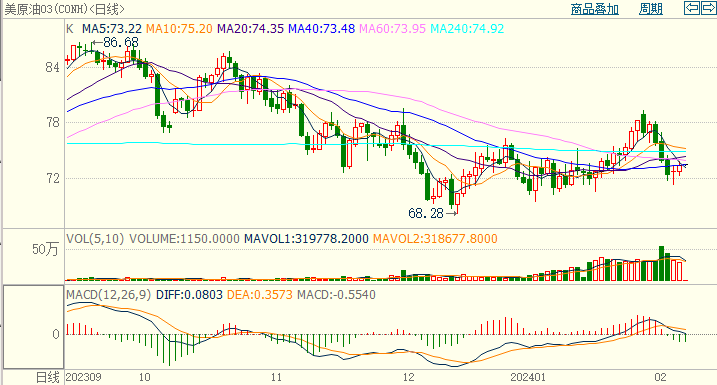 美原油03(CONH)<日线> 商品叠加 周期
K MA5:73.22 MA10:75.20 MA20:74.35 MA40:73.48 MA60:73.95 MA240:74.92
86.68
84
78
72
68.28
VOL(5,10) VOLUME:1150.0000 MAVOL1:319778.2000 MAVOL2:318677.8000
50万
MACD(12,26,9) DIFF:0.0803 DEA:0.3573 MACD:-0.5540
0
日线 202309 10 11 12 202401 02